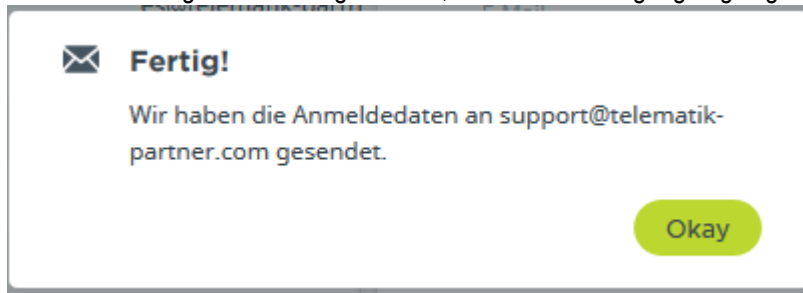 Fertig!
Wir haben die Anmeldedaten an support@telematik-
partner.com gesendet.
Okay